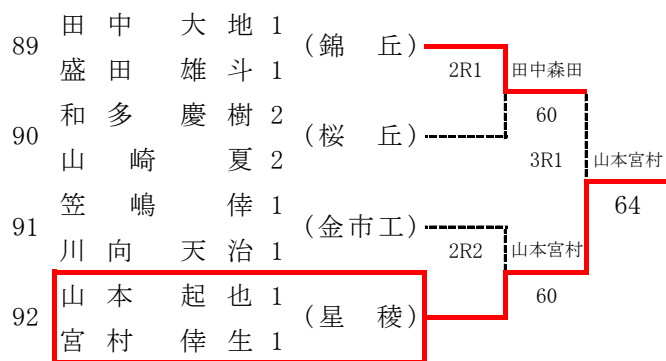 89 田中 大地 1 (錦丘)
盛田 雄斗 1
90 和多 慶樹 2 (桜丘)
山崎 夏 2
91 笠嶋 倖 1 (金市工)
川向 天治 1
92 山本 起也 1 (星稜)
宮村 倖生 1
2R1
田中森田
60
3R1
山本宮村
64
2R2
山本宮村
60